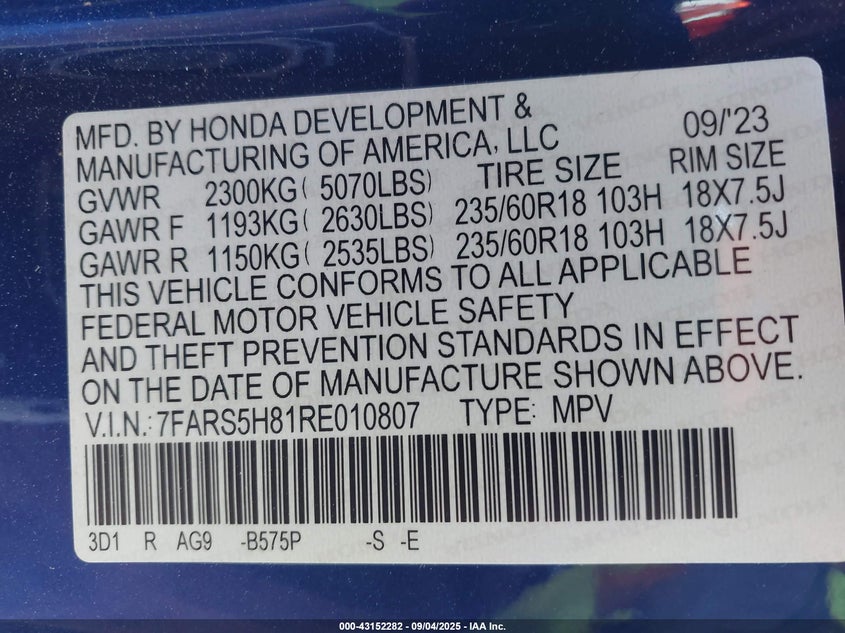 MFD. BY HONDA DEVELOPMENT & 09/'23
MANUFACTURING OF AMERICA, LLC
GVWR 2300KG( 5070LBS) TIRE SIZE RIM SIZE
GAWR F 1193KG( 2630LBS) 235/60R18 103H 18X7.5J
GAWR R 1150KG( 2535LBS) 235/60R18 103H 18X7.5J
THIS VEHICLE CONFORMS TO ALL APPLICABLE
FEDERAL MOTOR VEHICLE SAFETY
AND THEFT PREVENTION STANDARDS IN EFFECT
ON THE DATE OF MANUFACTURE SHOWN ABOVE.
V.I.N.: 7FARS5H81RE010807 TYPE: MPV
3D1 R AG9 -B575P -S -E
000-43152282 - 09/04/2025 - IAA Inc.